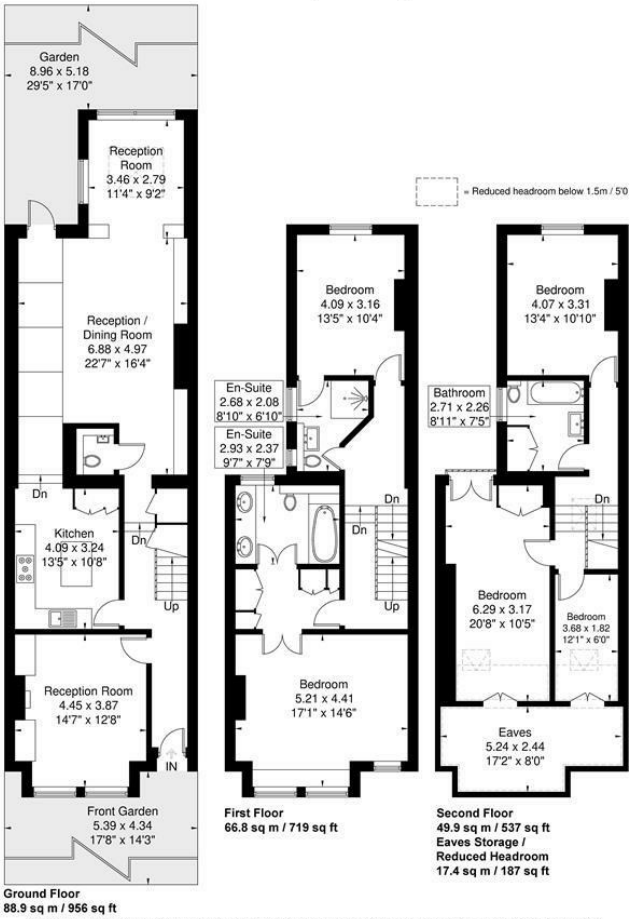 Garden
8.96 x 5.18
29'5" x 17'0"
Reception
Room
3.46 x 2.79
11'4" x 9'2"
Reception /
Dining Room
6.88 x 4.97
22'7" x 16'4"
Dn
Kitchen
4.09 x 3.24
13'5" x 10'8"
Dn
Up
Reception Room
4.45 x 3.87
14'7" x 12'8"
IN
Front Garden
5.39 x 4.34
17'8" x 14'3"
Ground Floor
88.9 sq m / 956 sq ft
= Reduced headroom below 1.5m / 5'0
Bedroom
4.09 x 3.16
13'5" x 10'4"
En-Suite
2.68 x 2.08
8'10" x 6'10"
En-Suite
2.93 x 2.37
9'7" x 7'9"
Dn
Up
Bedroom
5.21 x 4.41
17'1" x 14'6"
First Floor
66.8 sq m / 719 sq ft
Bedroom
4.07 x 3.31
13'4" x 10'10"
Bathroom
2.71 x 2.26
8'11" x 7'5"
Dn
Bedroom
6.29 x 3.17
20'8" x 10'5"
Bedroom
3.68 x 1.82
12'1" x 6'0"
Eaves
5.24 x 2.44
17'2" x 8'0"
Second Floor
49.9 sq m / 537 sq ft
Eaves Storage /
Reduced Headroom
17.4 sq m / 187 sq ft